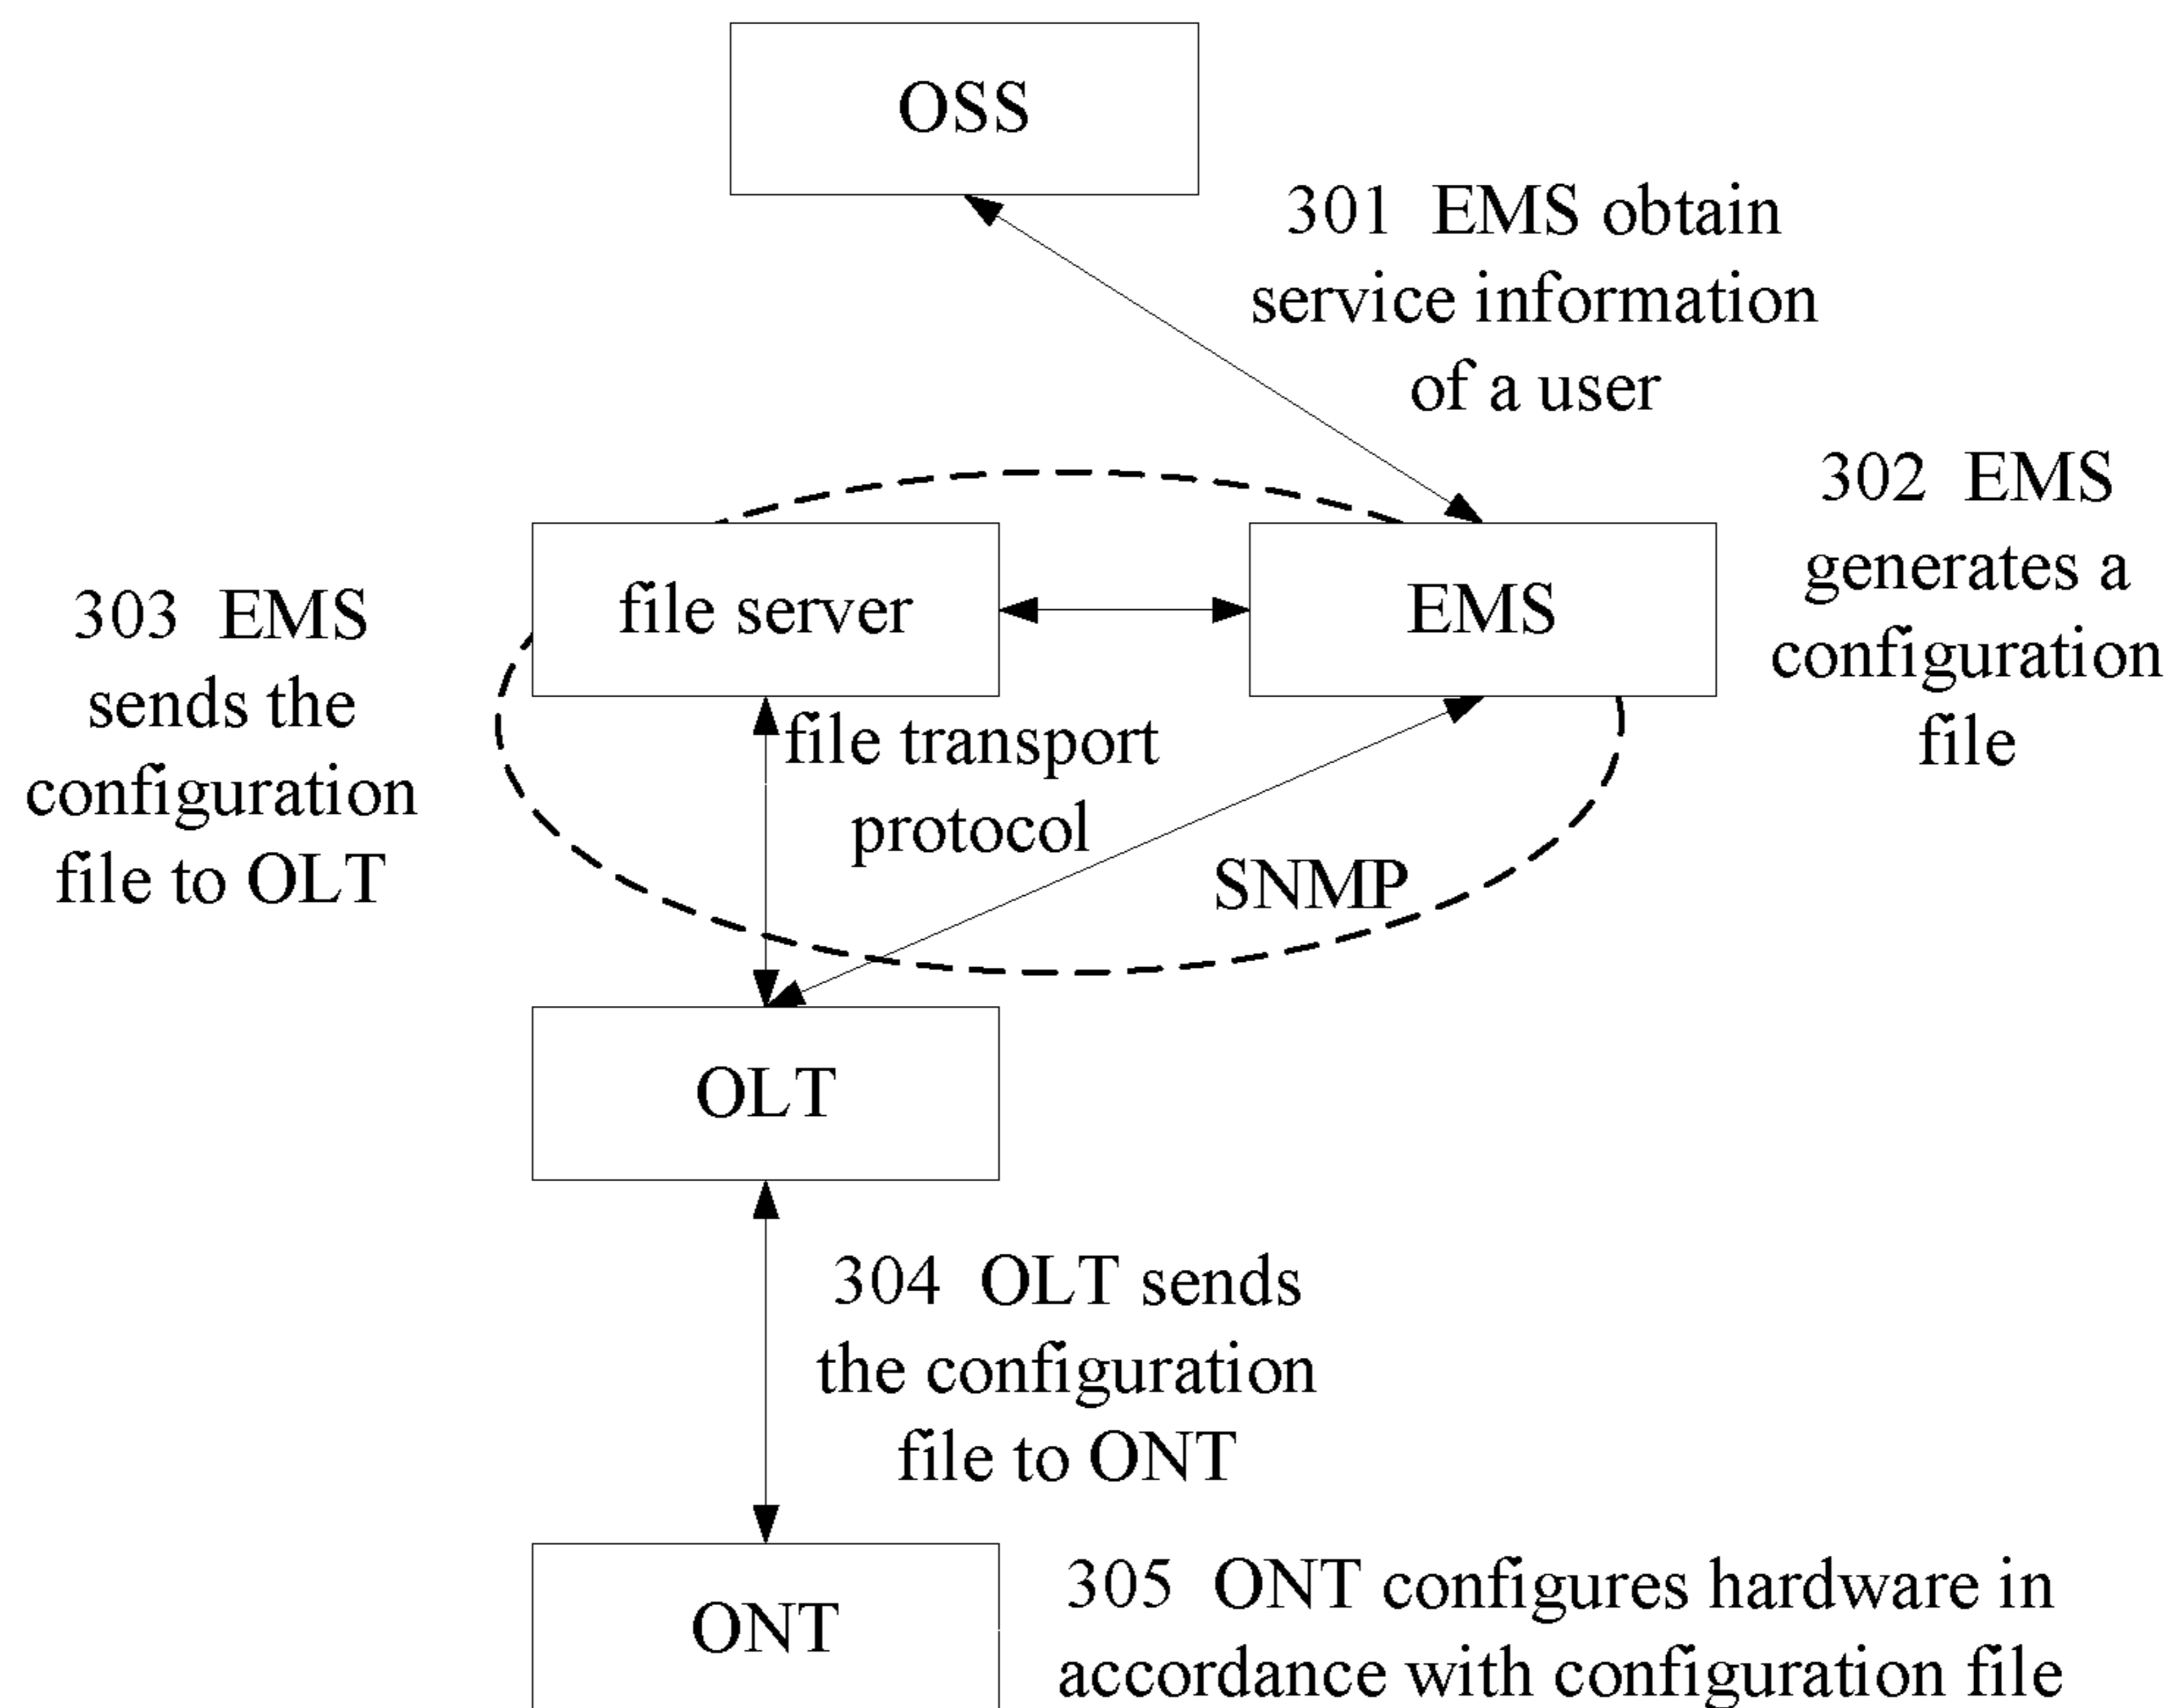 OSS
301 EMS obtain
service information
of a user
302 EMS
generates a
configuration
file
file server
EMS
303 EMS
sends the
configuration
file to OLT
file transport
protocol
SNMP
OLT
304 OLT sends
the configuration
file to ONT
ONT
305 ONT configures hardware in
accordance with configuration file